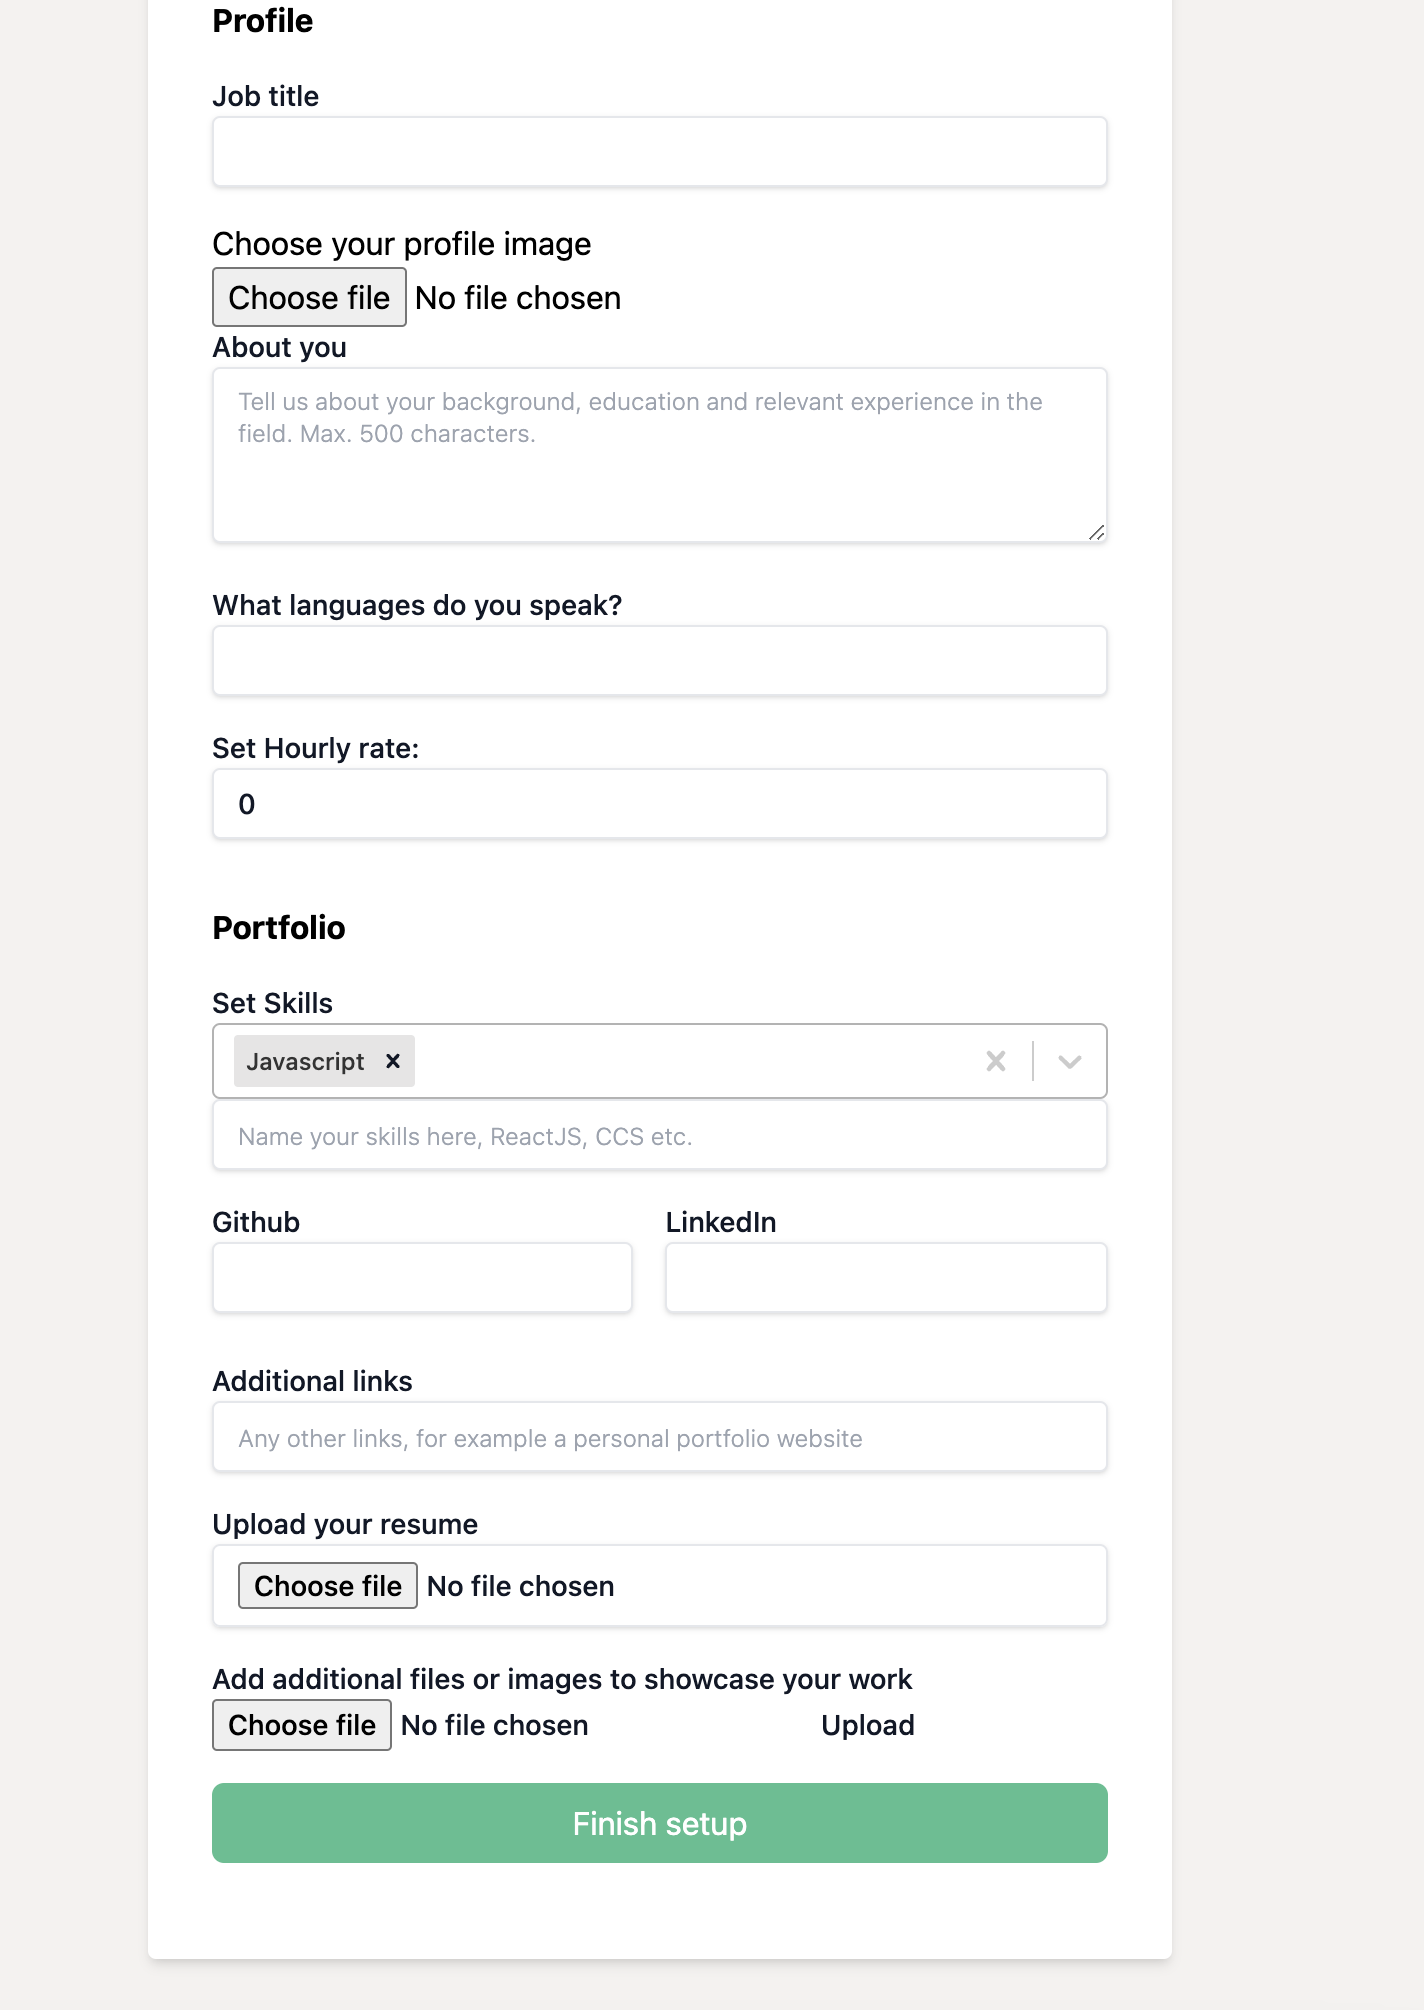 Profile
Job title
Choose your profile image
Choose file No file chosen
About you
Tell us about your background, education and relevant experience in the
field. Max. 500 characters.
What languages do you speak?
Set Hourly rate:
0
Portfolio
Set Skills
Javascript
Name your skills here, ReactJS, CCS etc.
Github LinkedIn
Additional links
Any other links, for example a personal portfolio website
Upload your resume
Choose file No file chosen
Add additional files or images to showcase your work
Choose file No file chosen Upload
Finish setup